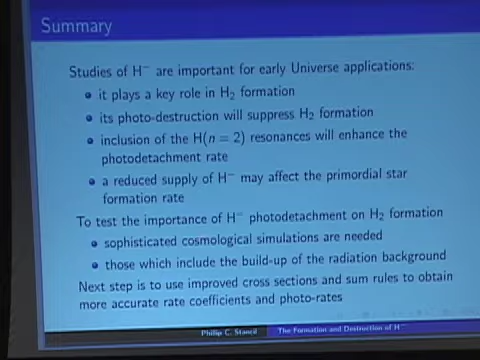 Summary
Studies of H⁻ are important for early Universe applications:
• it plays a key role in H₂ formation
• its photo-destruction will suppress H₂ formation
• inclusion of the H(n = 2) resonances will enhance the
photodetachment rate
• a reduced supply of H⁻ may affect the primordial star
formation rate
To test the importance of H⁻ photodetachment on H₂ formation
• sophisticated cosmological simulations are needed
• those which include the build-up of the radiation background
Next step is to use improved cross sections and sum rules to obtain
more accurate rate coefficients and photo-rates
Phillip C. Stancil The Formation and Destruction of H⁻